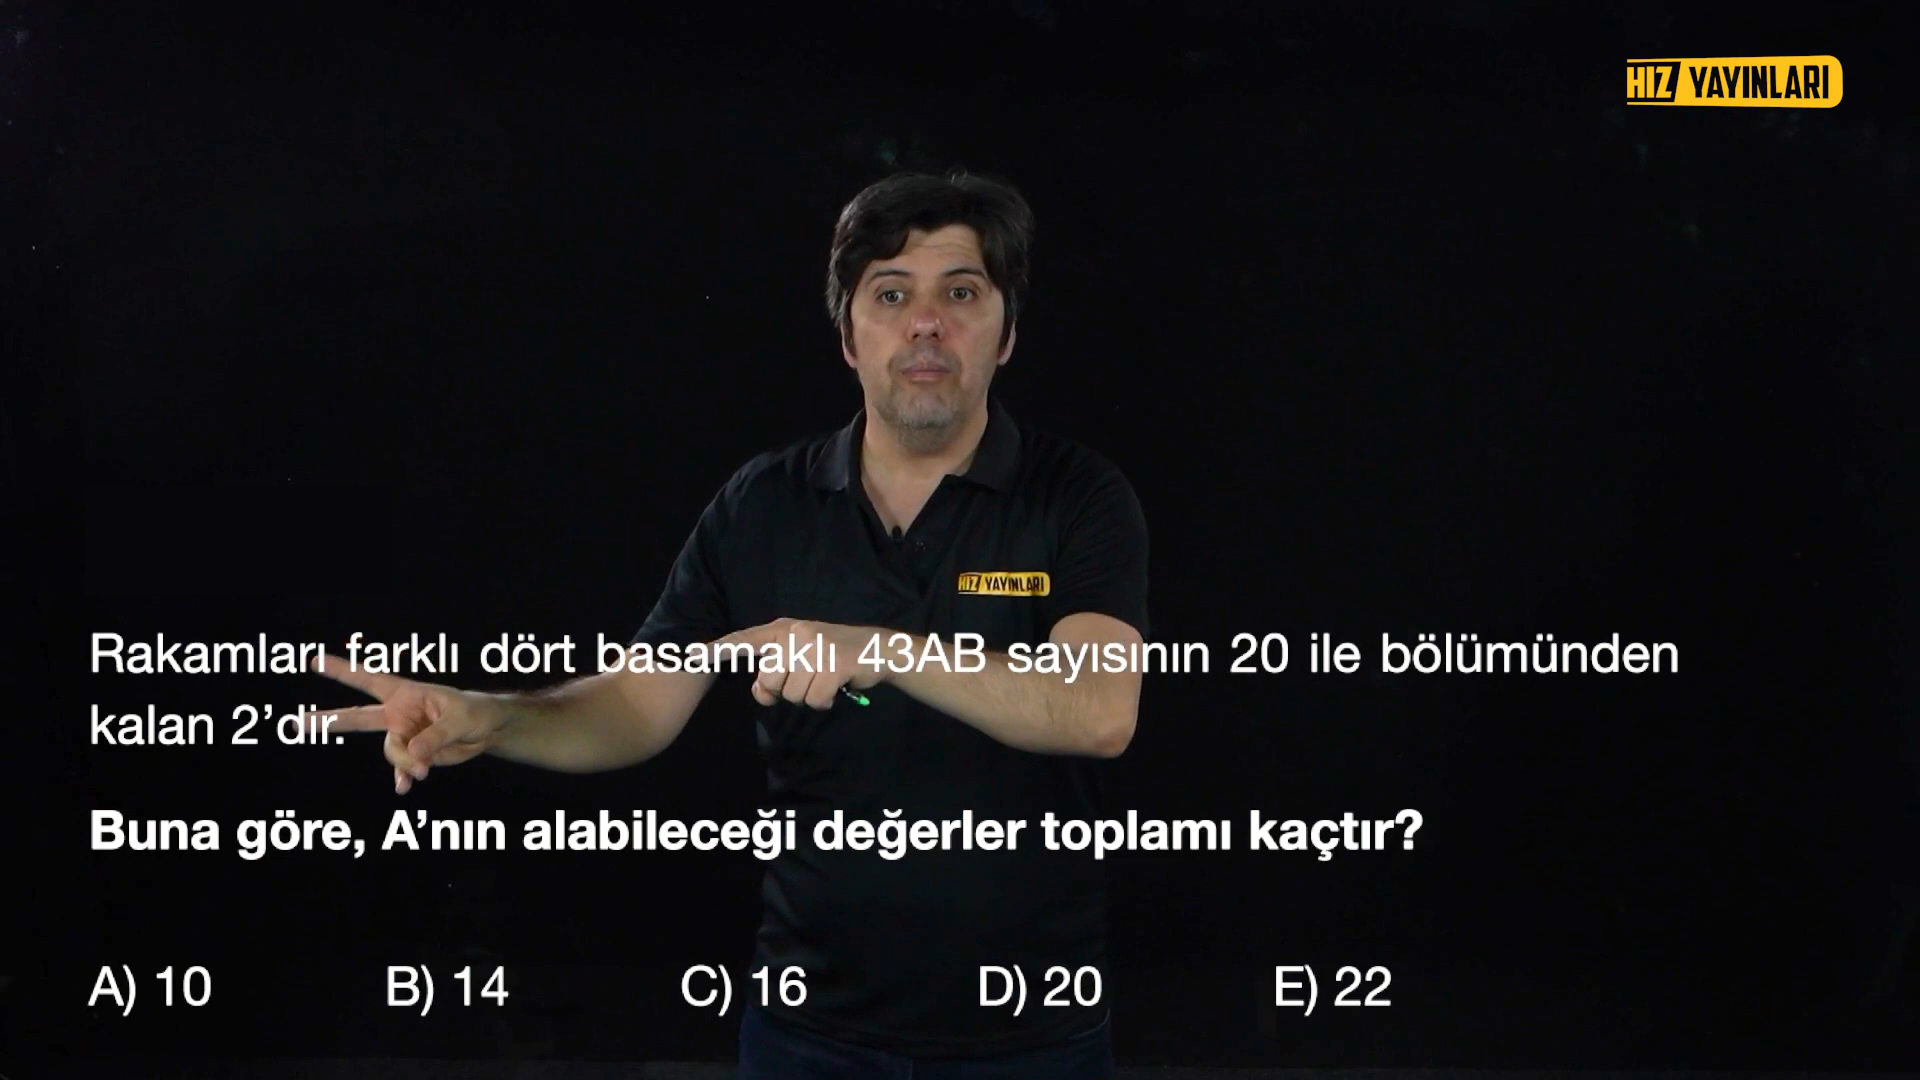 HIZ YAYINLARI
HIZ YAYINLARI
Rakamları farklı dört basamaklı 43AB sayısının 20 ile bölümünden
kalan 2’dir.
Buna göre, A’nın alabileceği değerler toplamı kaçtır?
A) 10 B) 14 C) 16 D) 20 E) 22